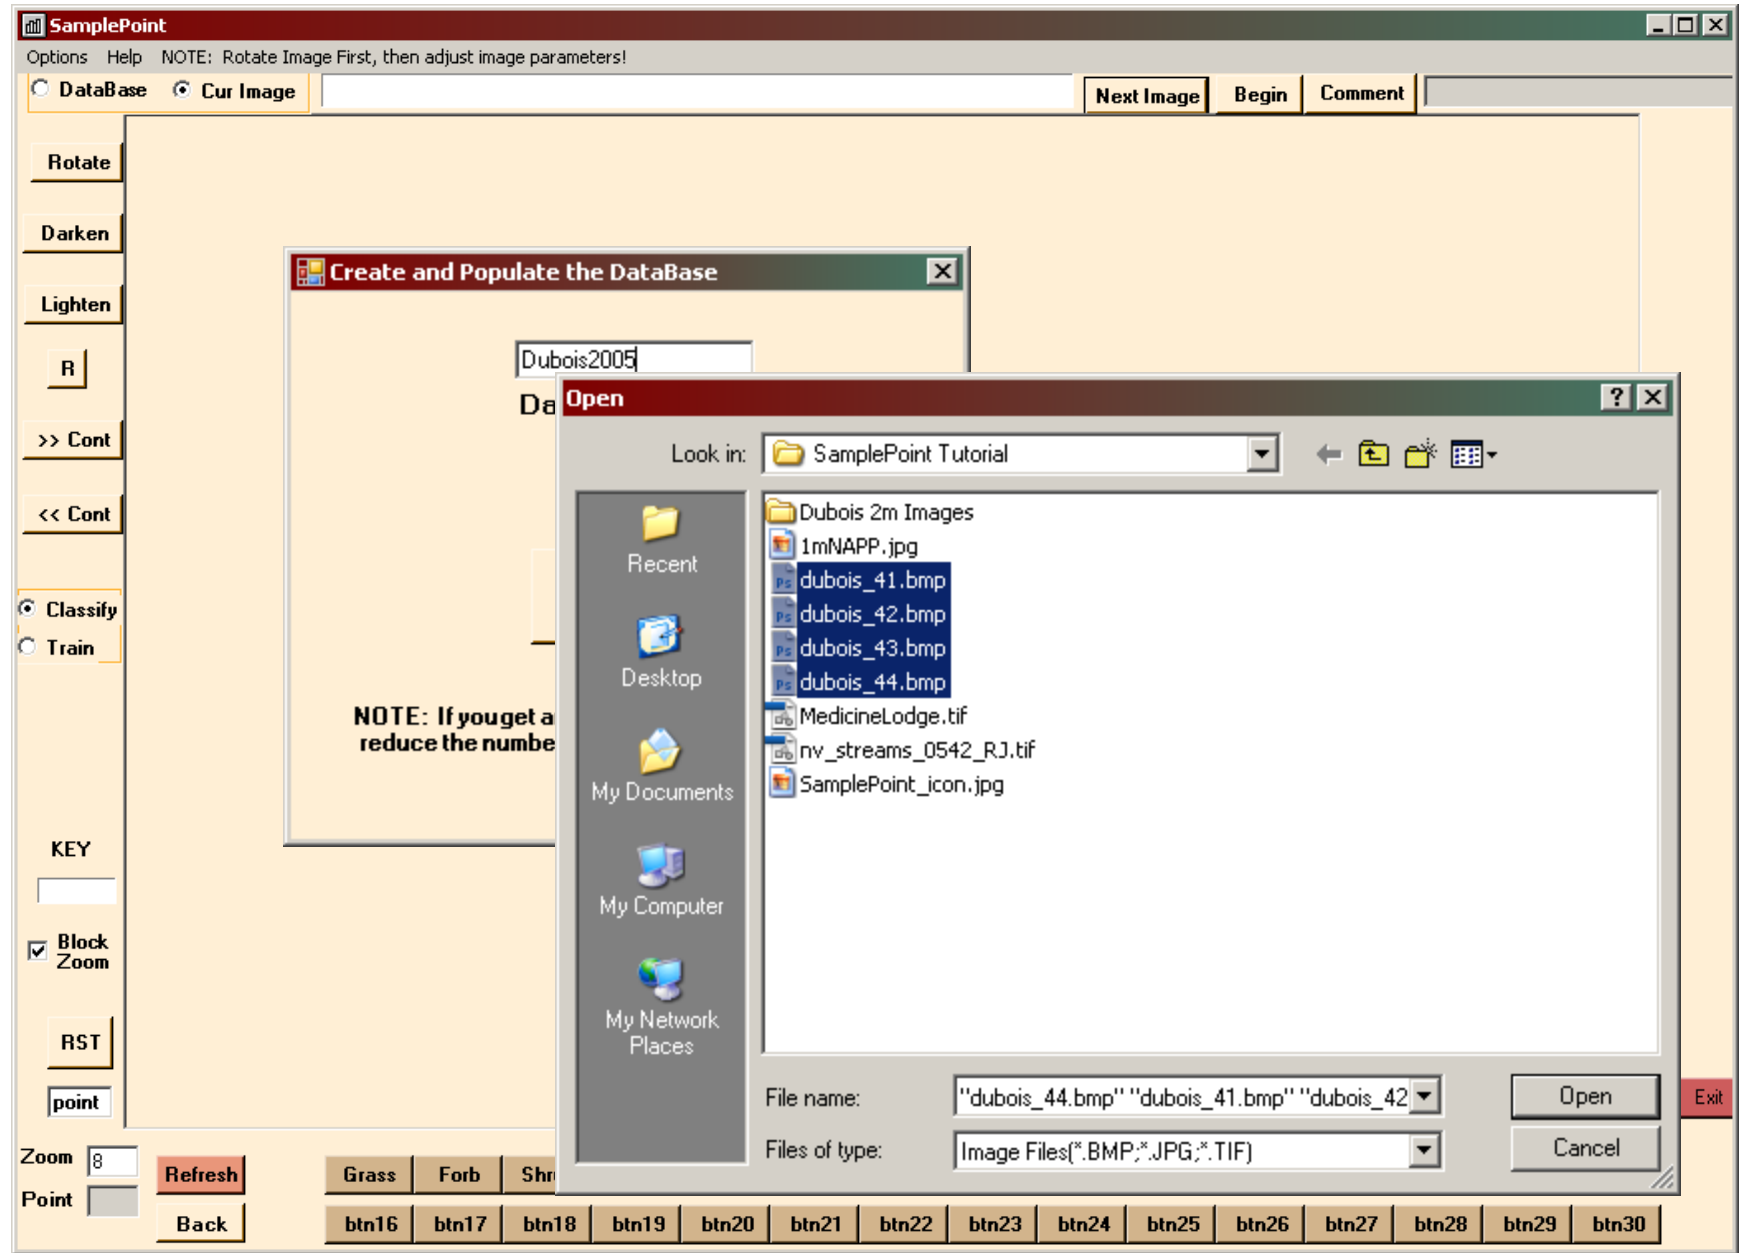 SamplePoint
Options Help NOTE: Rotate Image First, then adjust image parameters!
DataBase Cur Image Next Image Begin Comment
Rotate
Darken
Lighten
R
>> Cont
<< Cont
Classify
Train
KEY
Block
Zoom
RST
point
Zoom 8
Point
Refresh
Back
Create and Populate the DataBase
Dubois2005
Da
NOTE: If you get a
reduce the numbe
Open
Look in: SamplePoint Tutorial
Recent
Desktop
My Documents
My Computer
My Network
Places
Dubois 2m Images
1mNAPP.jpg
dubois_41.bmp
dubois_42.bmp
dubois_43.bmp
dubois_44.bmp
MedicineLodge.tif
nv_streams_0542_RJ.tif
SamplePoint_icon.jpg
File name: "dubois_44.bmp" "dubois_41.bmp" "dubois_42 Open
Files of type: Image Files(*.BMP;*.JPG;*.TIF) Cancel
Exit
Grass Forb Shr
btn16 btn17 btn18 btn19 btn20 btn21 btn22 btn23 btn24 btn25 btn26 btn27 btn28 btn29 btn30